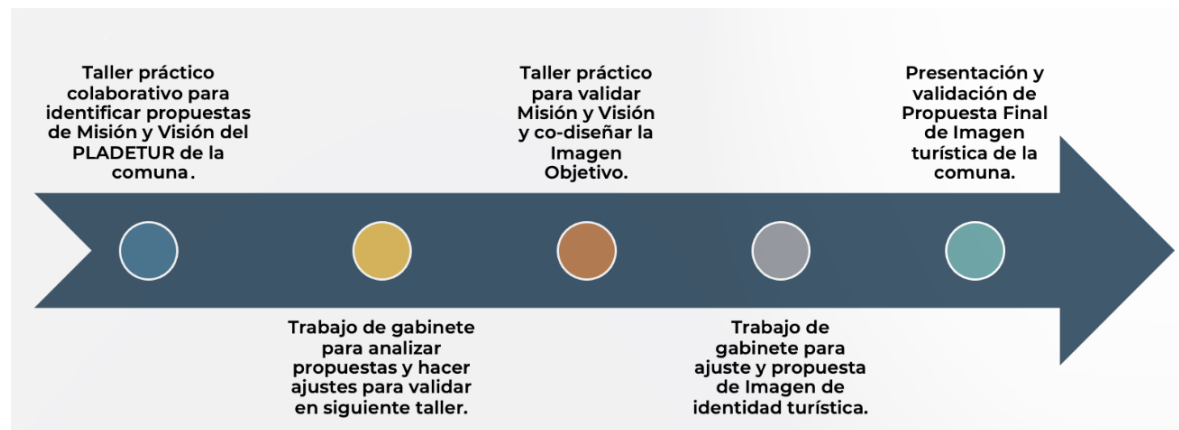 Taller práctico
colaborativo para
identificar propuestas
de Misión y Visión del
PLADETUR de la
comuna.
Trabajo de gabinete
para analizar
propuestas y hacer
ajustes para validar
en siguiente taller.
Taller práctico
para validar
Misión y Visión
y co-diseñar la
Imagen
Objetivo.
Trabajo de
gabinete para
ajuste y propuesta
de Imagen de
identidad turística.
Presentación y
validación de
Propuesta Final
de Imagen
turística de la
comuna.